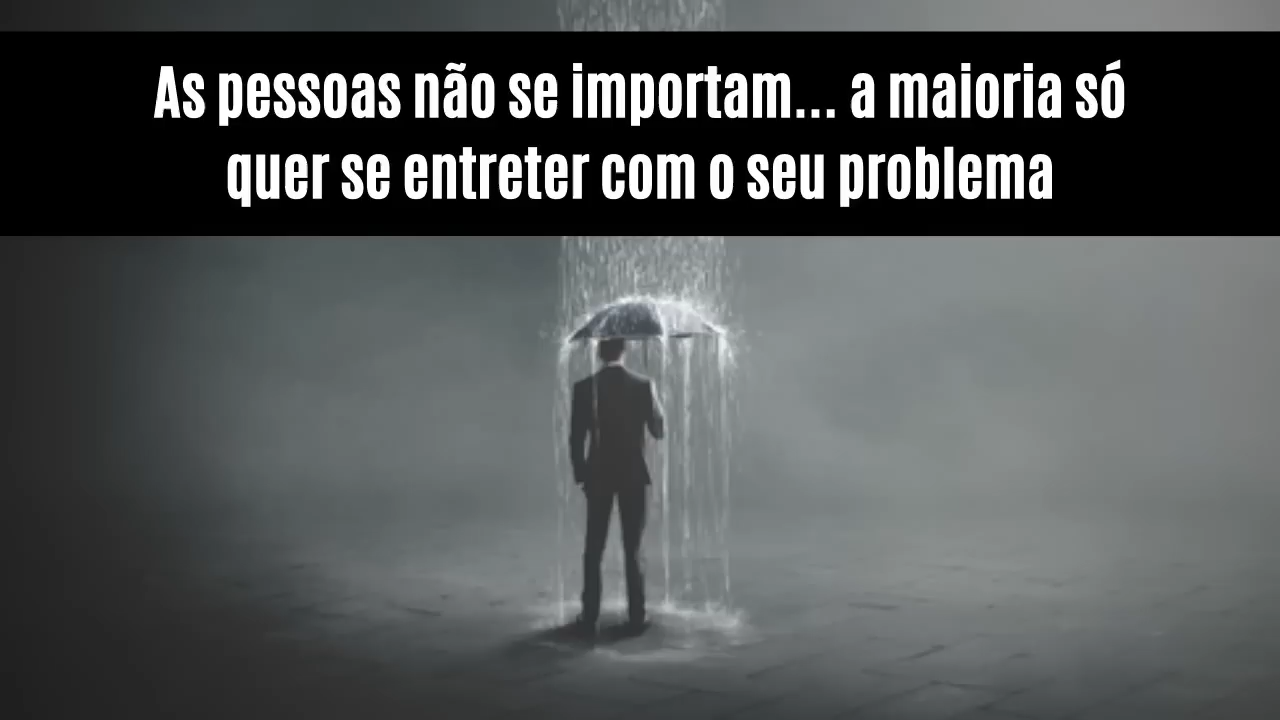 As pessoas não se importam... a maioria só
quer se entreter com o seu problema